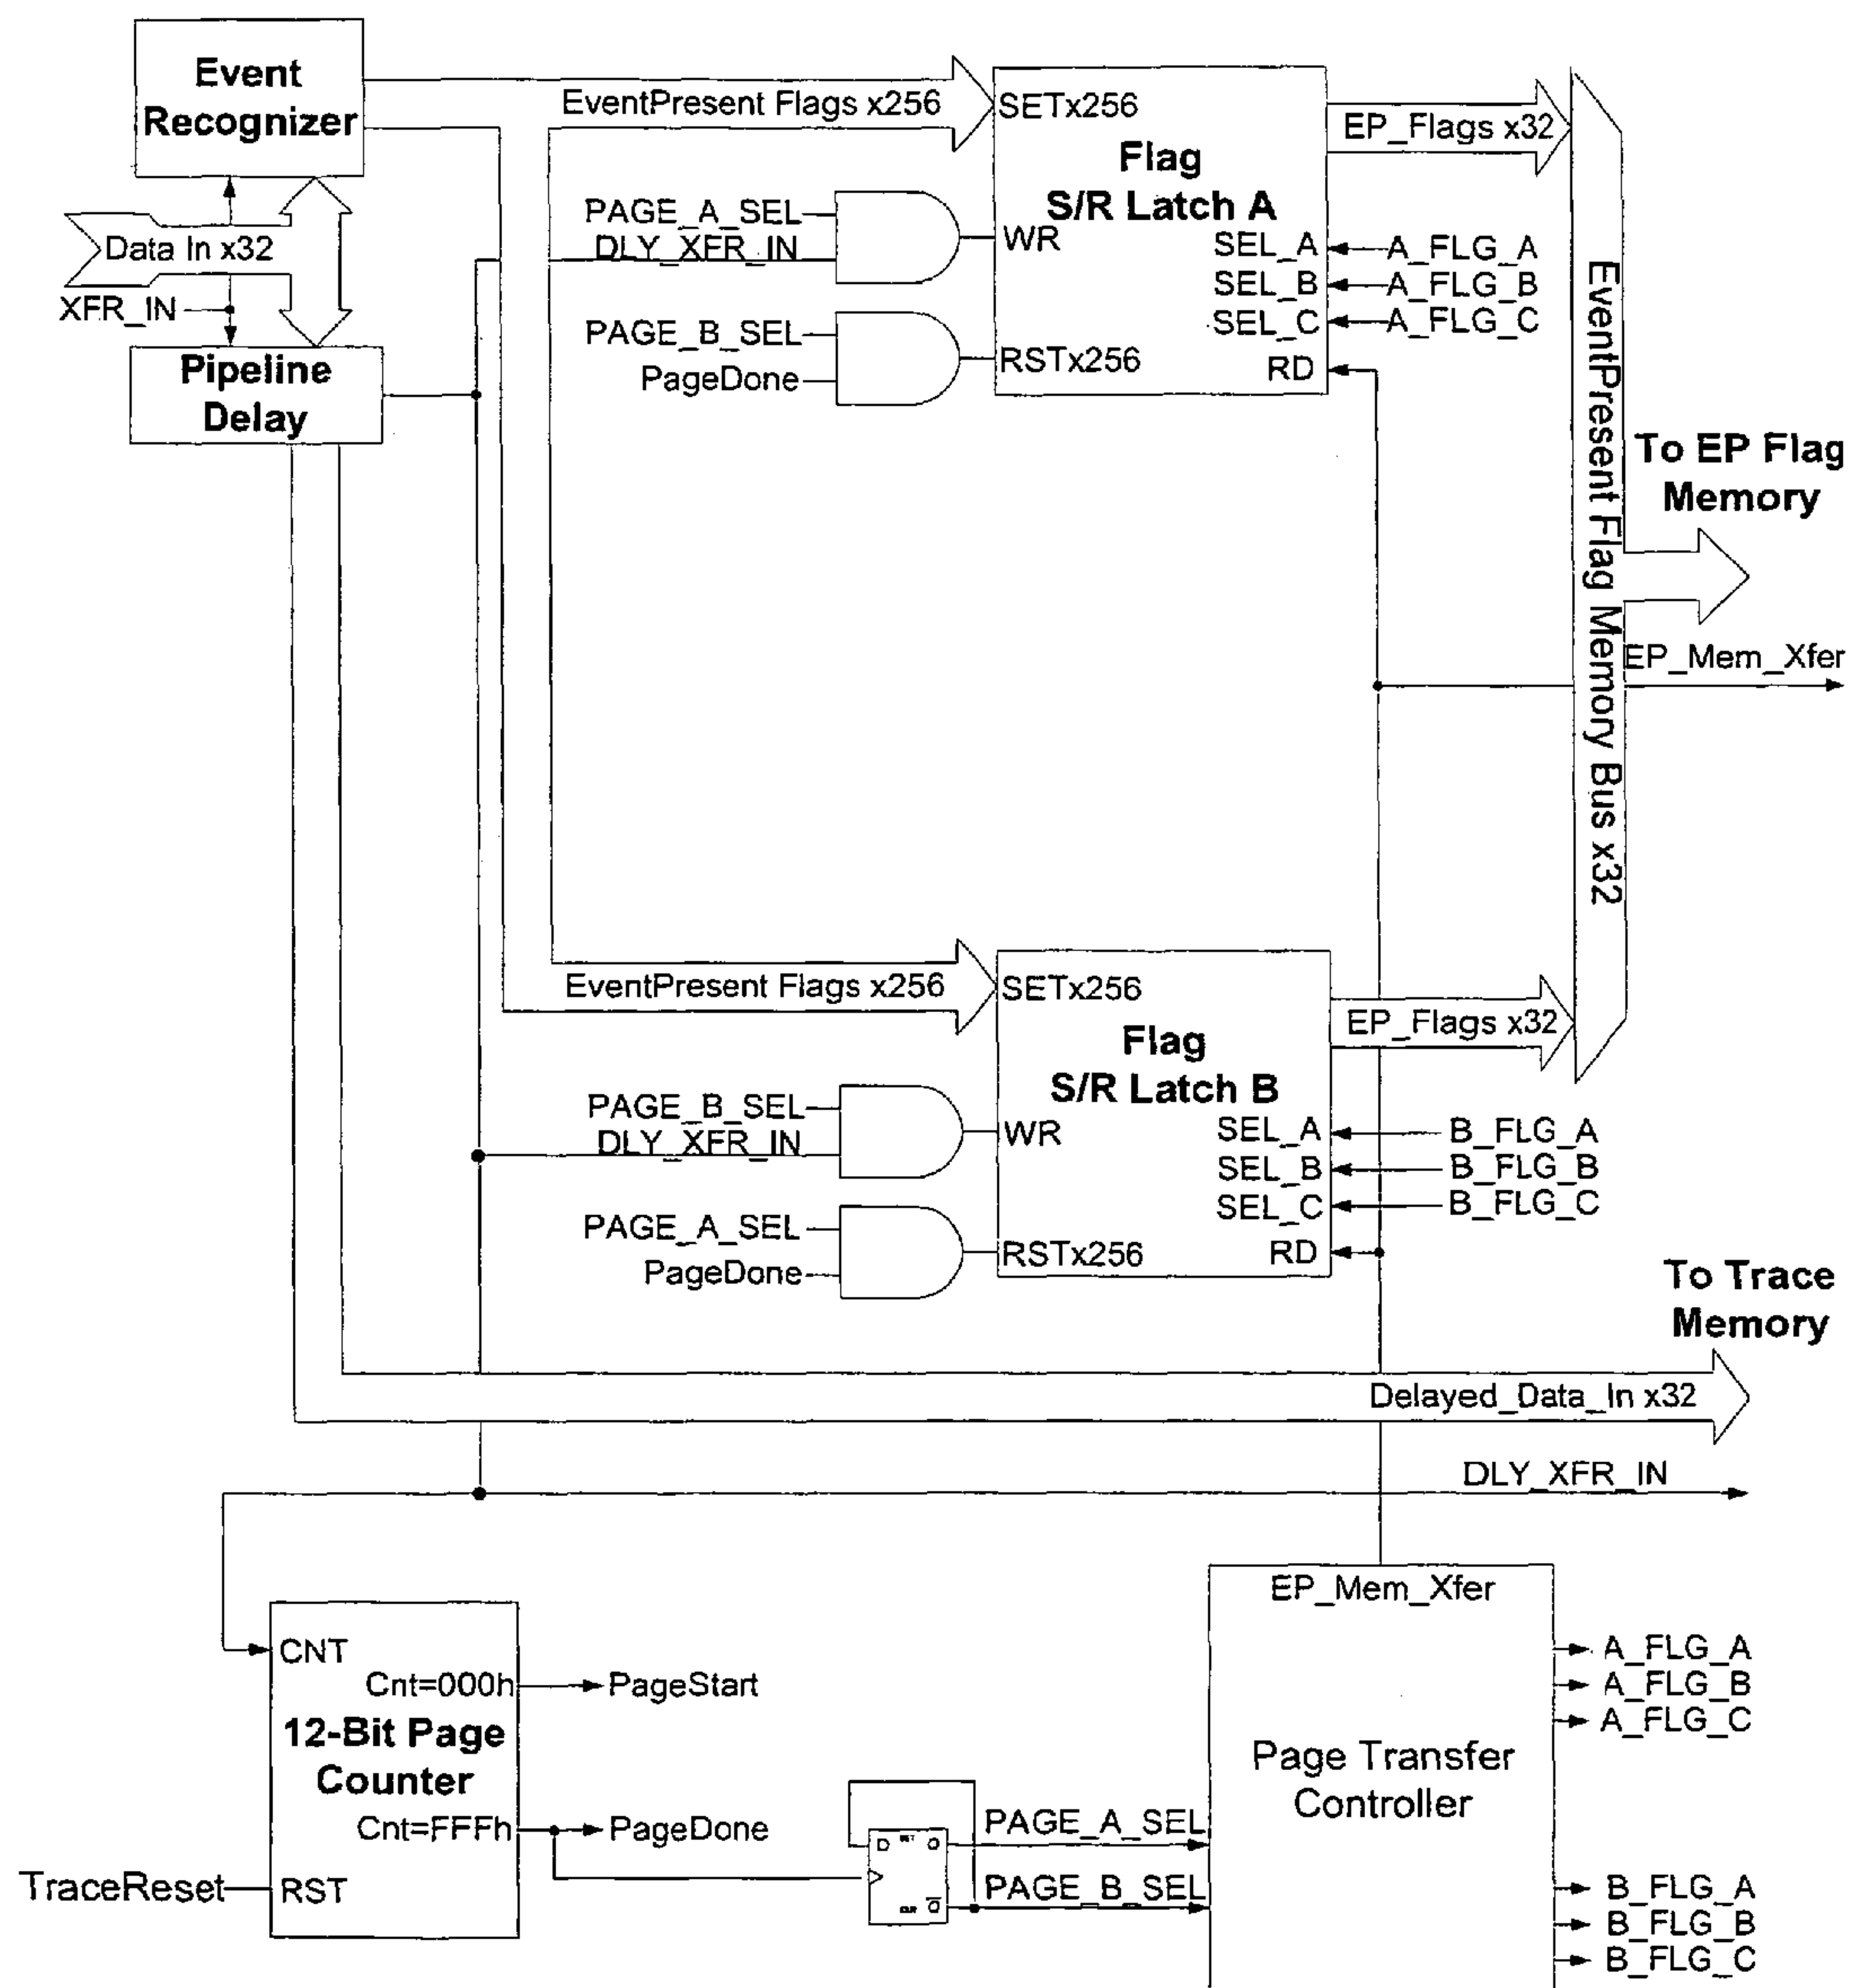 Event
Recognizer
EventPresent Flags x256
SETx256
EP_Flags x32
Flag
S/R Latch A
PAGE_A_SEL
DLY_XFR_IN
WR
SEL_A
A_FLG_A
SEL_B
A_FLG_B
SEL_C
A_FLG_C
Data In x32
XFR_IN
PAGE_B_SEL
PageDone
RSTx256
RD
Pipeline
Delay
EventPresent Flag Memory Bus x32
To EP Flag
Memory
EP_Mem_Xfer
EventPresent Flags x256
SETx256
EP_Flags x32
Flag
S/R Latch B
PAGE_B_SEL
DLY_XFR_IN
WR
SEL_A
B_FLG_A
SEL_B
B_FLG_B
SEL_C
B_FLG_C
PAGE_A_SEL
PageDone
RSTx256
RD
To Trace
Memory
Delayed_Data_In x32
DLY_XFR_IN
EP_Mem_Xfer
CNT
Cnt=000h
PageStart
12-Bit Page
Counter
Cnt=FFFh
PageDone
TraceReset
RST
D
SET
Q
CLR
Q
PAGE_A_SEL
PAGE_B_SEL
Page Transfer
Controller
A_FLG_A
A_FLG_B
A_FLG_C
B_FLG_A
B_FLG_B
B_FLG_C